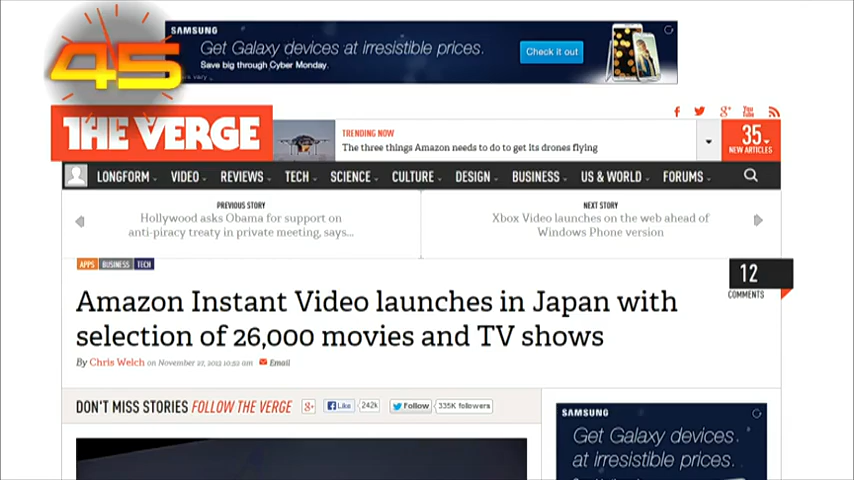 45
SAMSUNG
Get Galaxy devices at irresistible prices.
Save big through Cyber Monday.
vary
Check it out
THE VERGE
TRENDING NOW
The three things Amazon needs to do to get its drones flying
35
NEW ARTICLES
LONGFORM VIDEO REVIEWS TECH SCIENCE CULTURE DESIGN BUSINESS US & WORLD FORUMS
PREVIOUS STORY
Hollywood asks Obama for support on
anti-piracy treaty in private meeting, says...
NEXT STORY
Xbox Video launches on the web ahead of
Windows Phone version
APPS BUSINESS TECH
12
COMMENTS
Amazon Instant Video launches in Japan with
selection of 26,000 movies and TV shows
By Chris Welch on November 27, 2013 10:52 am Email
DON'T MISS STORIES FOLLOW THE VERGE
g+ Like 242k Follow 335K followers
SAMSUNG
Get Galaxy devices
at irresistible prices.